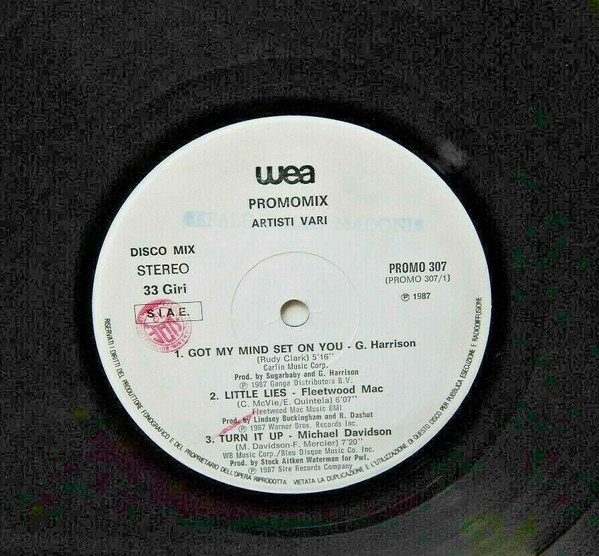 wea
PROMOMIX
ARTISTI VARI
DISCO MIX
STEREO
33 Giri
S.I.A.E.
PROMO 307
(PROMO 307/1)
℗ 1987
1. GOT MY MIND SET ON YOU - G. Harrison
(Rudy Clark) 5'16"
Carlin Music Corp.
Prod. by Sugarbaby and G. Harrison
℗ 1987 Ganga Distributors B.V.
2. LITTLE LIES - Fleetwood Mac
(C. McVie/E. Quintela) 6'07"
Fleetwood Mac Music BMI
Prod. by Lindsey Buckingham and R. Dashut
℗ 1987 Warner Bros. Records Inc.
3. TURN IT UP - Michael Davidson
(M. Davidson-F. Mercier) 7'20"
WB Music Corp./Bleu Disque Music Co. Inc.
Prod. by Stock Aitken Waterman for Pwf.
℗ 1987 Sire Records Company
RISERVATI I DIRITTI DEL PRODUTTORE FONOGRAFICO E DEL PROPRIETARIO DELL'OPERA RIPRODOTTA VIETATA LA DUPLICAZIONE E L'UTILIZZAZIONE DI QUESTO DISCO PER PUBBLICA ESECUZIONE E RADIODIFFUSIONE